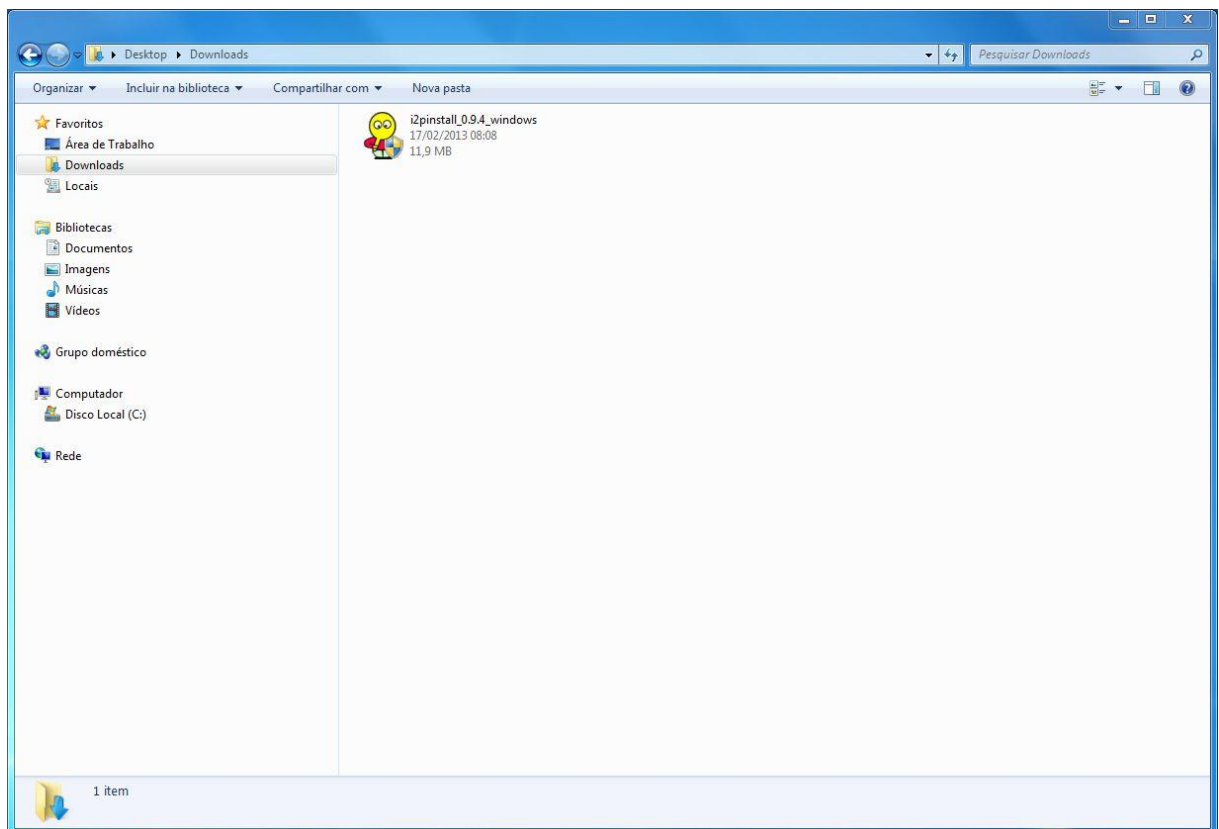 Desktop Downloads
Pesquisar Downloads
Organizar Incluir na biblioteca Compartilhar com Nova pasta
Favoritos
Área de Trabalho
Downloads
Locais
Bibliotecas
Documentos
Imagens
Músicas
Vídeos
Grupo doméstico
Computador
Disco Local (C:)
Rede
i2pinstall_0.9.4_windows
17/02/2013 08:08
11,9 MB
1 item